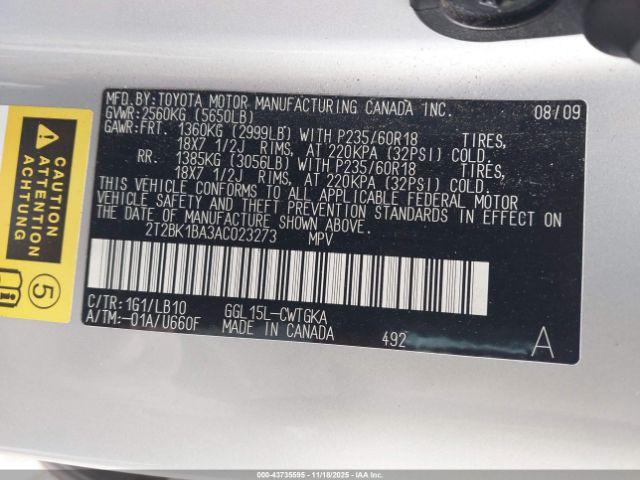 MFD. BY: TOYOTA MOTOR MANUFACTURING CANADA INC. 08/09
GVWR: 2560KG (5650LB)
GAWR: FRT. 1360KG (2999LB) WITH P235/60R18 TIRES,
18X7 1/2J RIMS, AT 220KPA (32PSI) COLD.
RR. 1385KG (3056LB) WITH P235/60R18 TIRES,
18X7 1/2J RIMS, AT 220KPA (32PSI) COLD.
THIS VEHICLE CONFORMS TO ALL APPLICABLE FEDERAL MOTOR
VEHICLE SAFETY AND THEFT PREVENTION STANDARDS IN EFFECT ON
THE DATE OF MANUFACTURE SHOWN ABOVE.
2T2BK1BA3AC023273 MPV
C/TR: 1G1/LB10 GGL15L-CWTGKA
A/TM: -01A/U660F MADE IN CANADA 492 A
CAUTION
ATTENTION
ACHTUNG
5
000-43735595 - 11/18/2025 - IAAI.COM